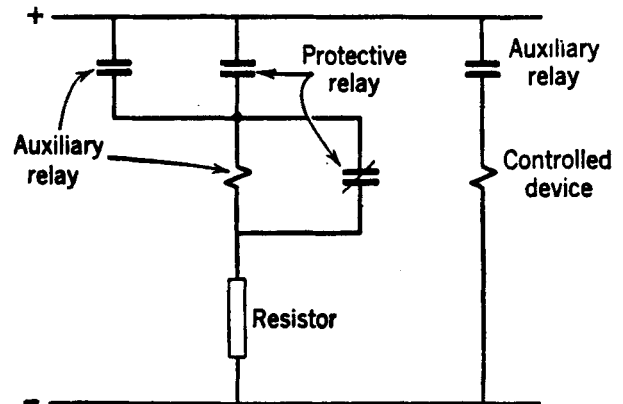 +
Protective
relay
Auxiliary
relay
Auxiliary
relay
Controlled
device
Resistor
-